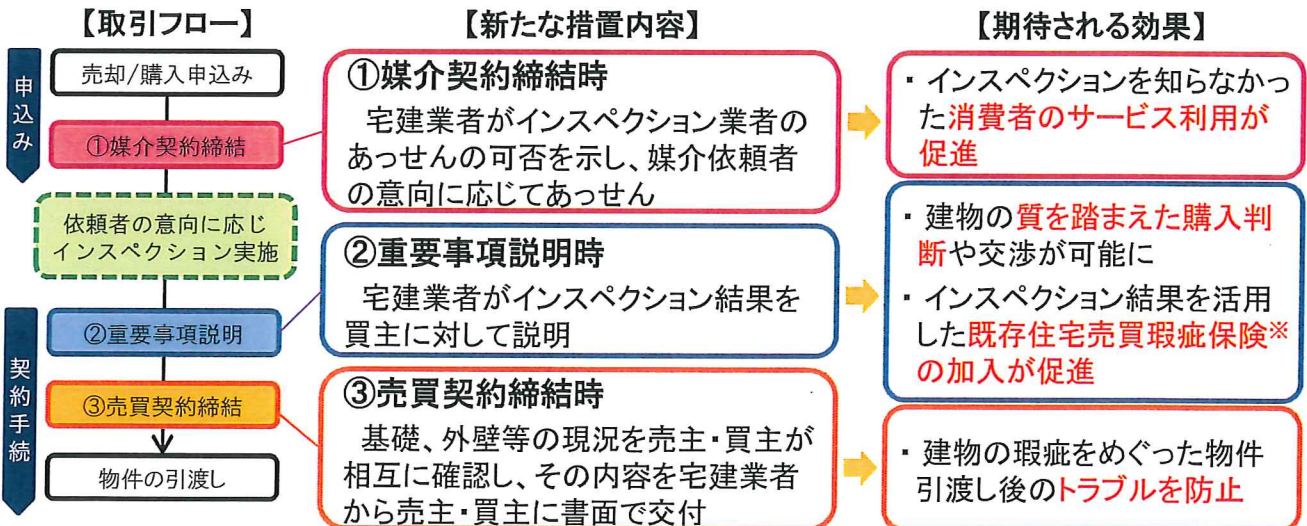 【取引フロー】
申込み
売却/購入申込み
①媒介契約締結
依頼者の意向に応じ
インスペクション実施
契約手続
②重要事項説明
③売買契約締結
物件の引渡し
【新たな措置内容】
①媒介契約締結時
宅建業者がインスペクション業者の
あっせんの可否を示し、媒介依頼者
の意向に応じてあっせん
②重要事項説明時
宅建業者がインスペクション結果を
買主に対して説明
③売買契約締結時
基礎、外壁等の現況を売主・買主が
相互に確認し、その内容を宅建業者
から売主・買主に書面で交付
【期待される効果】
・インスペクションを知らなかっ
た消費者のサービス利用が
促進
・建物の質を踏まえた購入判
断や交渉が可能に
・インスペクション結果を活用
した既存住宅売買瑕疵保険※
の加入が促進
・建物の瑕疵をめぐった物件
引渡し後のトラブルを防止